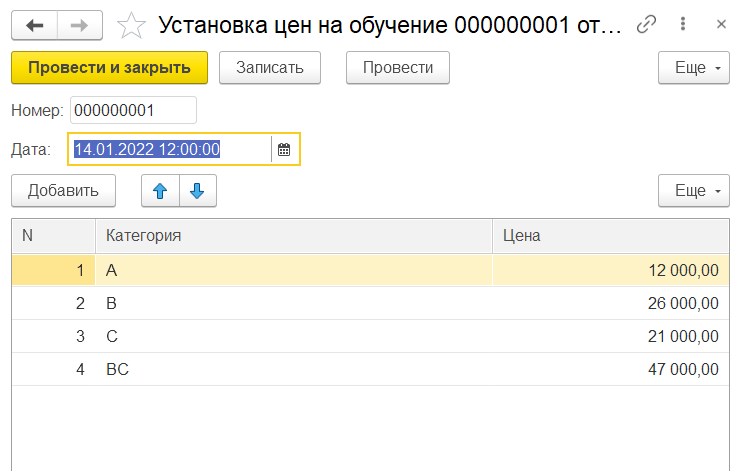 Установка цен на обучение 000000001 от...
Провести и закрыть Записать Провести Еще
Номер: 000000001
Дата: 14.01.2022 12:00:00
Добавить Еще
N Категория Цена
1 A 12 000,00
2 B 26 000,00
3 C 21 000,00
4 BC 47 000,00